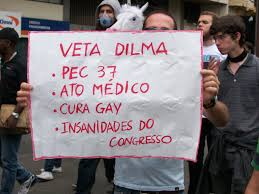 VETA DILMA
• PEC 37
• ATO MÉDICO
• CURA GAY
• INSANIDADES DO
CONGRESSO